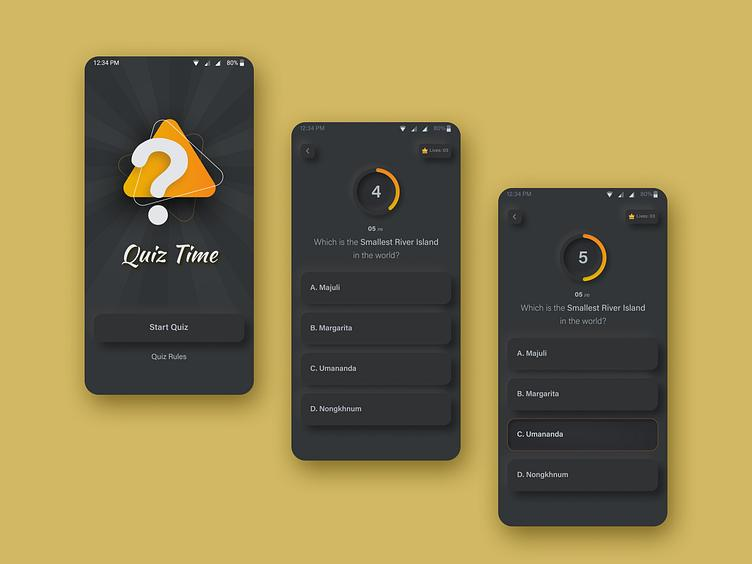 12:34 PM
80%
Quiz Time
Start Quiz
Quiz Rules
12:34 PM
80%
Lives: 03
4
05
Which is the Smallest River Island
in the world?
A. Majuli
B. Margarita
C. Umananda
D. Nongkhnum
12:34 PM
80%
Lives: 03
5
05
Which is the Smallest River Island
in the world?
A. Majuli
B. Margarita
C. Umananda
D. Nongkhnum